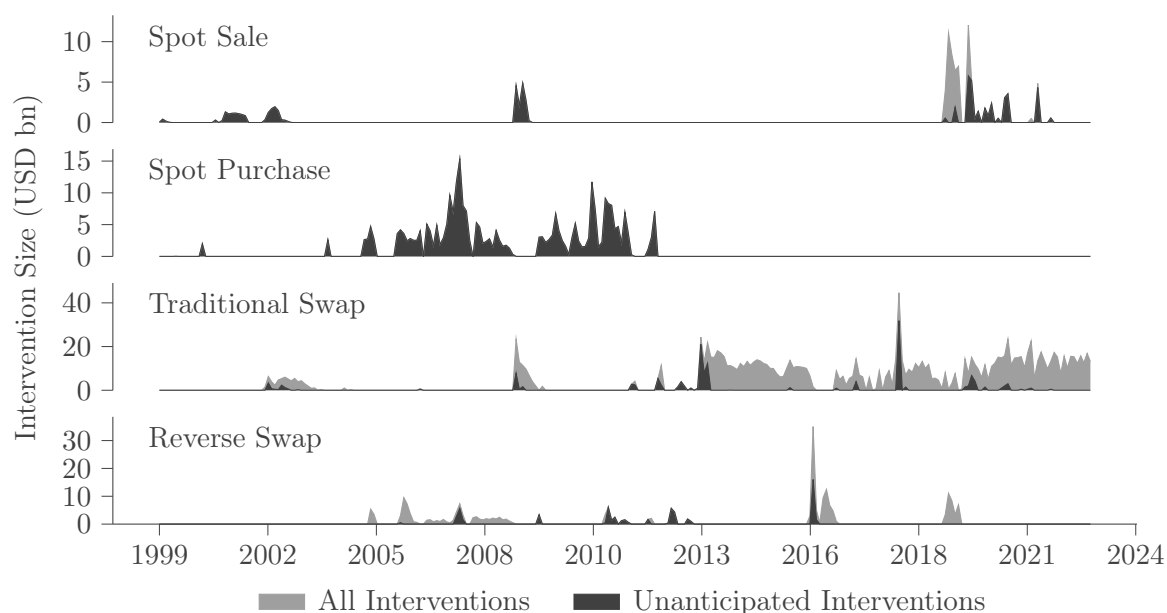 Intervention Size (USD bn)
Spot Sale
10
5
0
Spot Purchase
15
10
5
0
Traditional Swap
40
20
0
Reverse Swap
30
20
10
0
1999 2002 2005 2008 2010 2013 2016 2018 2021 2024
All Interventions Unanticipated Interventions